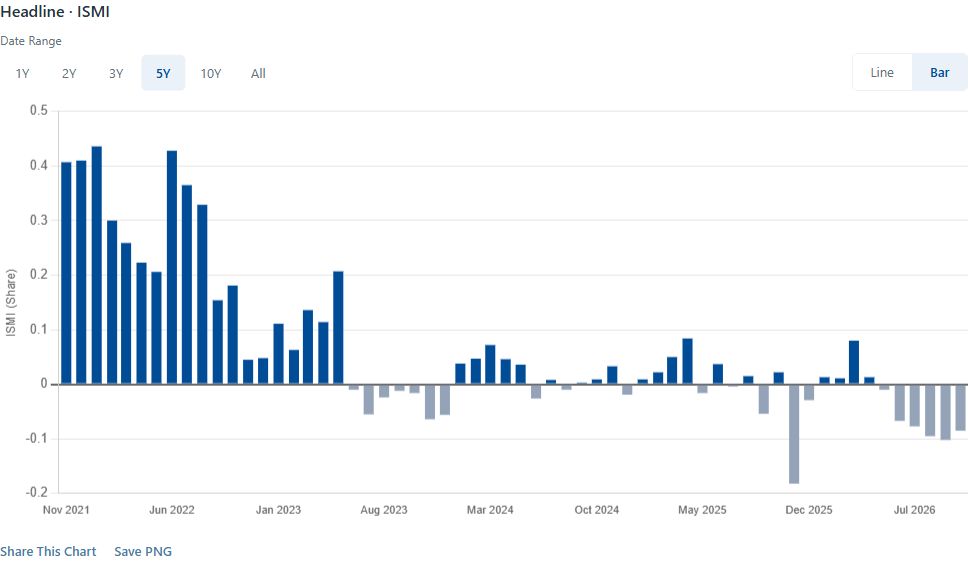 Headline · ISMI
Date Range
1Y 2Y 3Y 5Y 10Y All
Line Bar
0.5
0.4
0.3
0.2
0.1
0
-0.1
-0.2
ISMI (Share)
Nov 2021 Jun 2022 Jan 2023 Aug 2023 Mar 2024 Oct 2024 May 2025 Dec 2025 Jul 2026
Share This Chart Save PNG